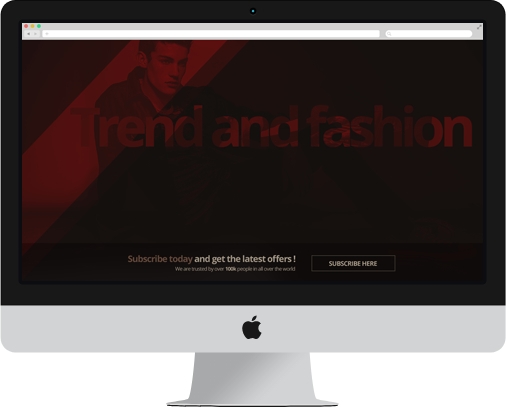 Trend and fashion
Subscribe today and get the latest offers !
We are trusted by over 100k people in all over the world
SUBSCRIBE HERE